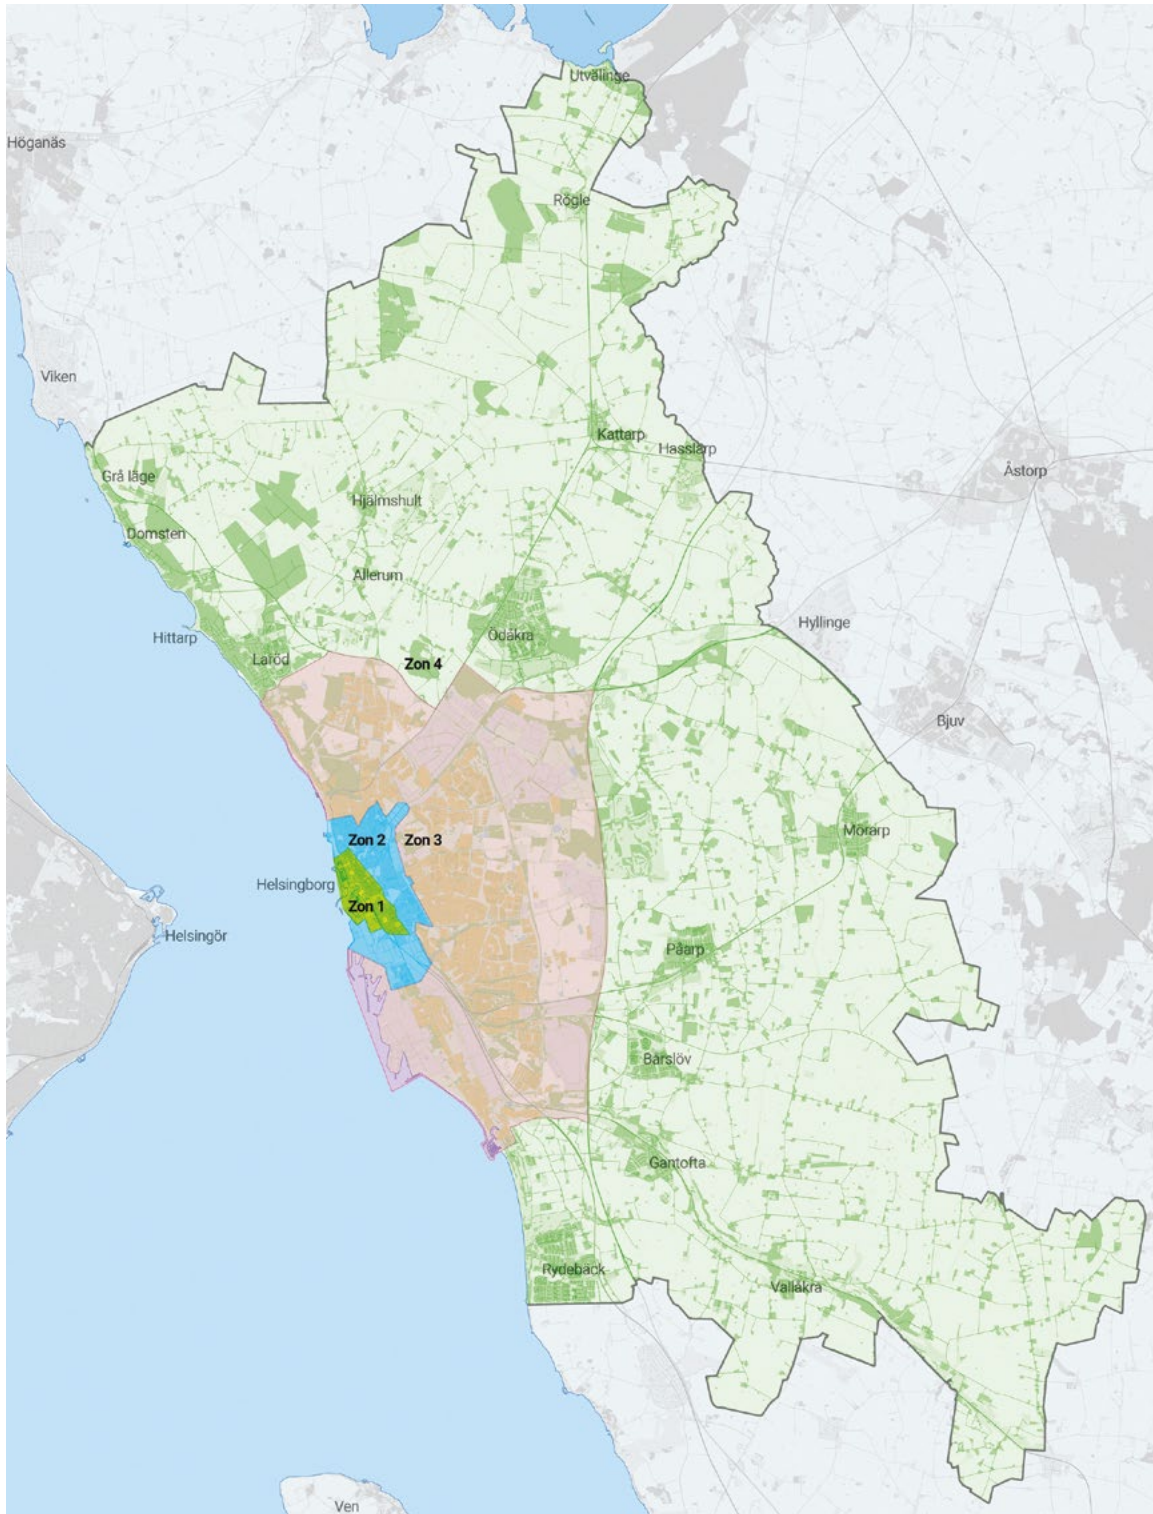 Utvälinge
Höganäs
Rögle
Viken
Kattarp
Hasslarp
Åstorp
Grå läge
Hjälmshult
Domsten
Allerum
Hyllinge
Hittarp
Ödåkra
Laröd
Zon 4
Bjuv
Mörarp
Zon 2
Zon 3
Helsingborg
Zon 1
Helsingör
Påarp
Bårslöv
Gantofta
Rydebäck
Vallåkra
Ven